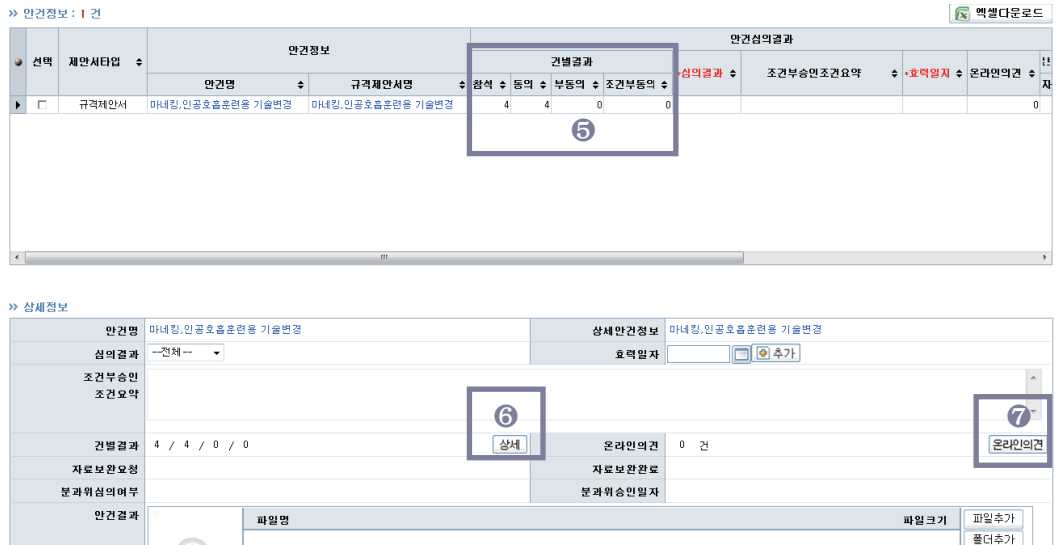 안건정보 : 1 건
엑셀다운로드
선택 제안서타입 안건정보 안건심의결과
건별결과 심의결과 조건부승인조건요약 효력일자 온라인의견
안건명 규격제안서명 참석 동의 부동의 조건부동의 자
규격제안서 마네킹,인공호흡훈련용 기술변경 마네킹,인공호흡훈련용 기술변경 4 4 0 0 0
5
상세정보
안건명 마네킹,인공호흡훈련용 기술변경 상세안건정보 마네킹,인공호흡훈련용 기술변경
심의결과 --전체-- 효력일자 추가
조건부승인
조건요약
6 7
건별결과 4 / 4 / 0 / 0 상세 온라인의견 0 건 온라인의견
자료보완요청 자료보완완료
분과위심의여부 분과위승인일자
안건결과 파일명 파일크기 파일추가
폴더추가